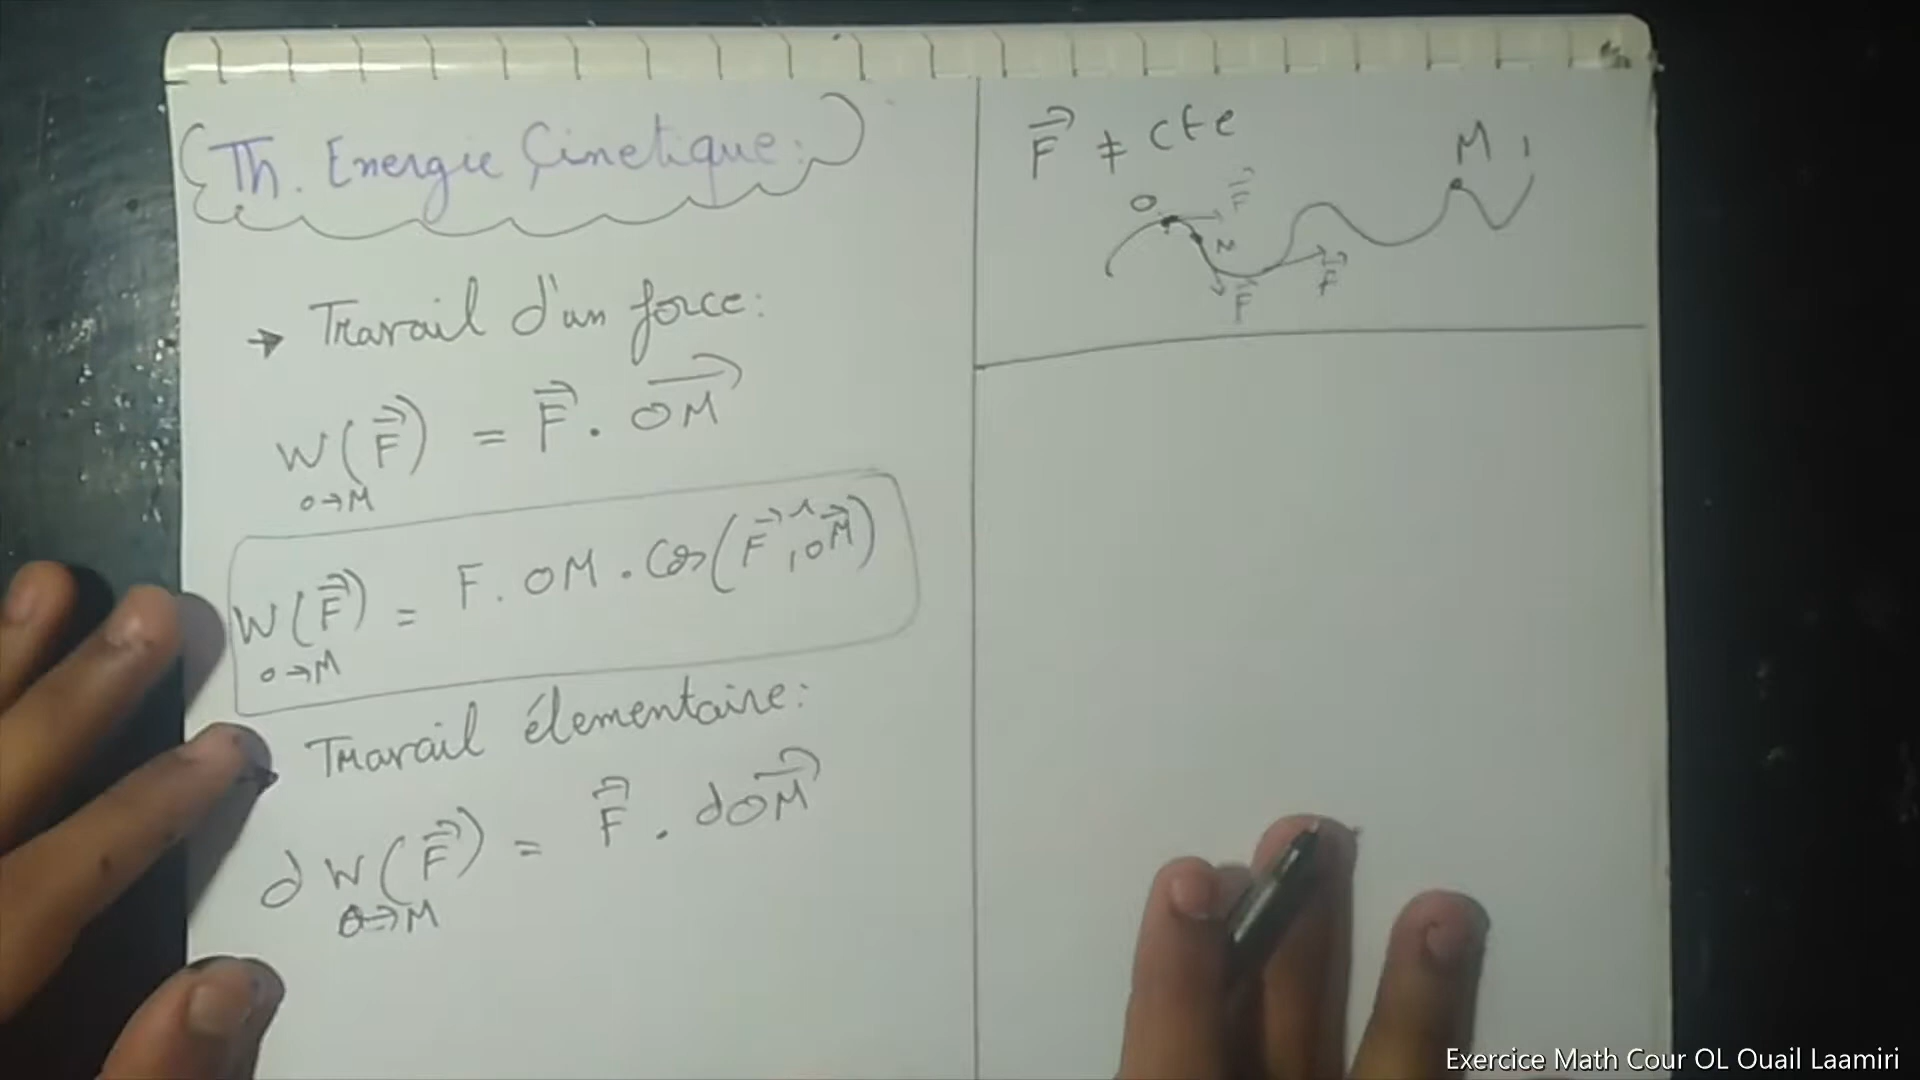 Th. Energie Cinetique:
→ Travail d'un force:
W(F⃗) = F⃗ . OM⃗
O→M
W(F⃗) = F . OM . Cos(F⃗, OM⃗)
O→M
Travail élementaire:
dW(F⃗) = F⃗ . dOM⃗
O→M
F⃗ ≠ cte
M
O F⃗
M
F⃗ F⃗
Exercice Math Cour OL Ouail Laamiri